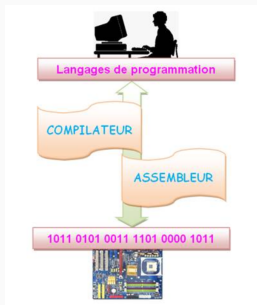 Langages de programmation
COMPILATEUR
ASSEMBLEUR
1011 0101 0011 1101 0000 1011